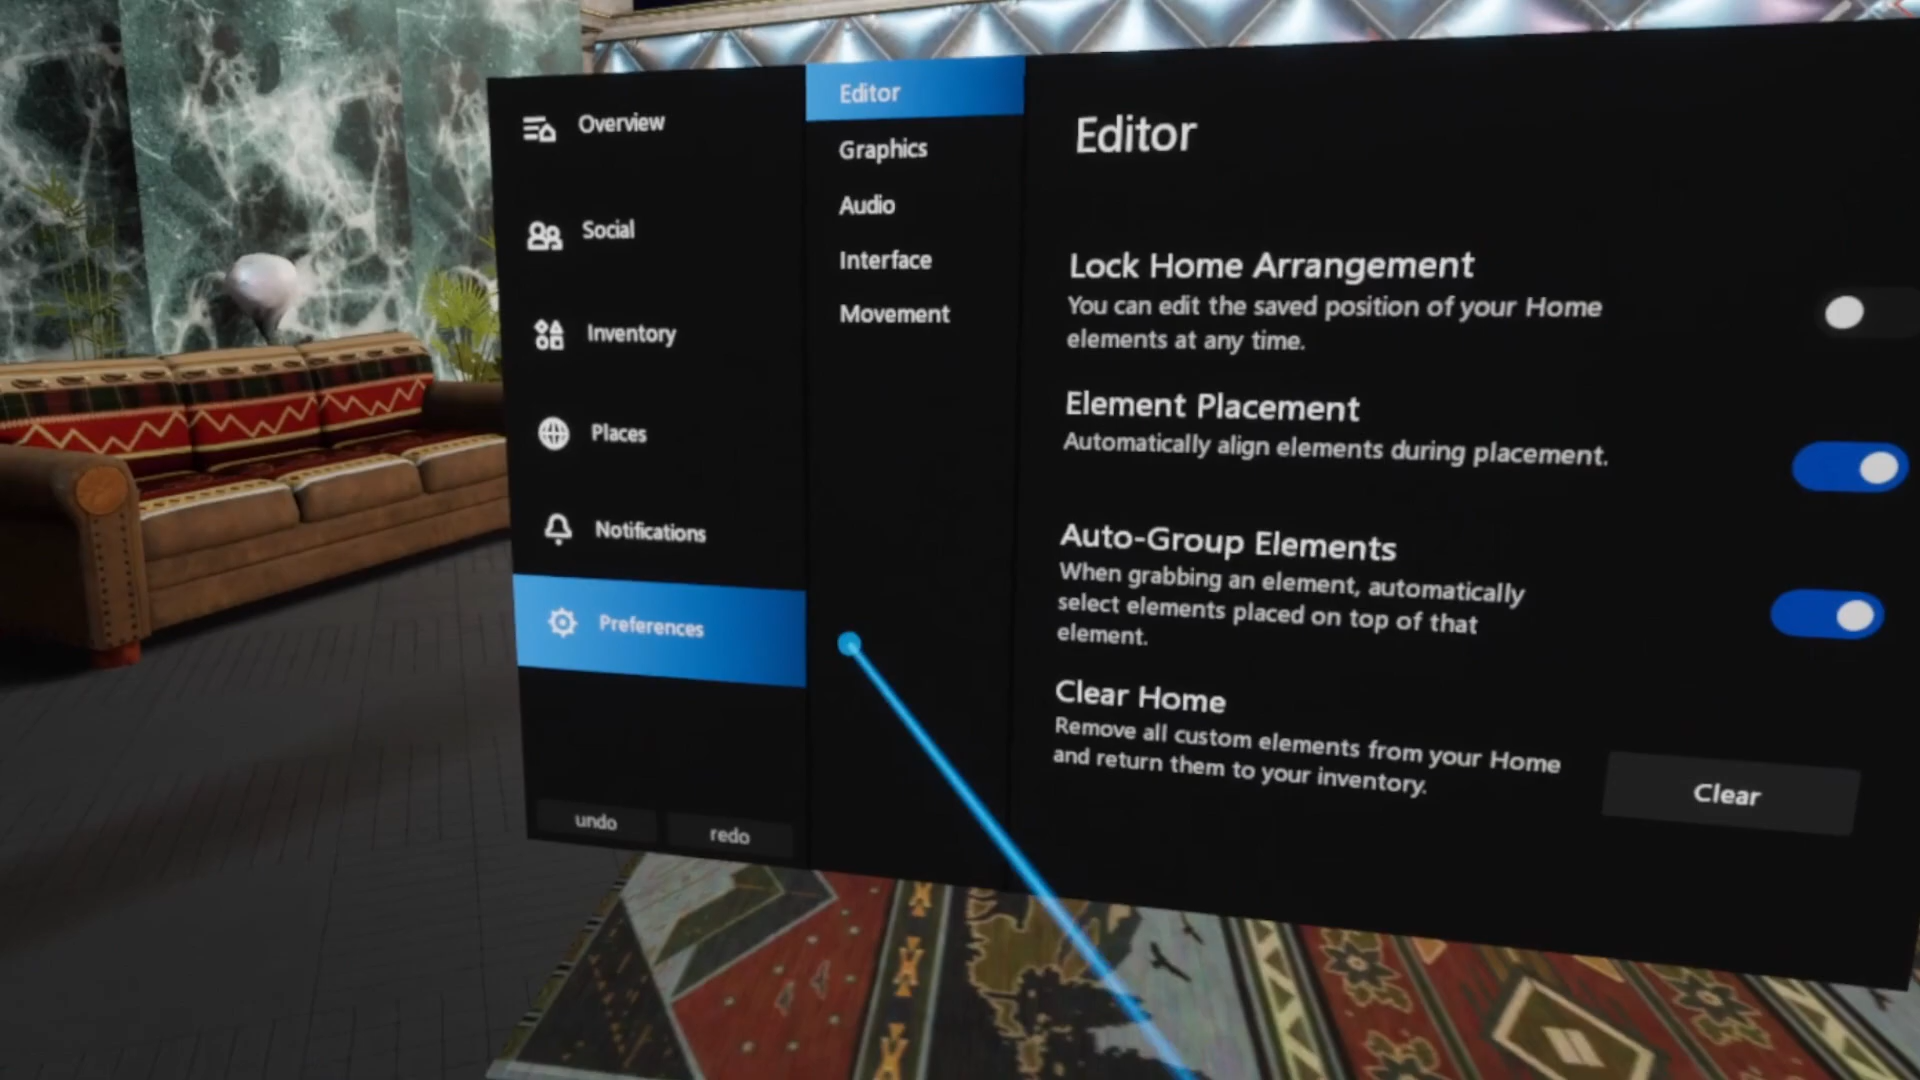 Overview
Social
Inventory
Places
Notifications
Preferences
undo
redo
Editor
Graphics
Audio
Interface
Movement
Editor
Lock Home Arrangement
You can edit the saved position of your Home
elements at any time.
Element Placement
Automatically align elements during placement.
Auto-Group Elements
When grabbing an element, automatically
select elements placed on top of that
element.
Clear Home
Remove all custom elements from your Home
and return them to your inventory.
Clear